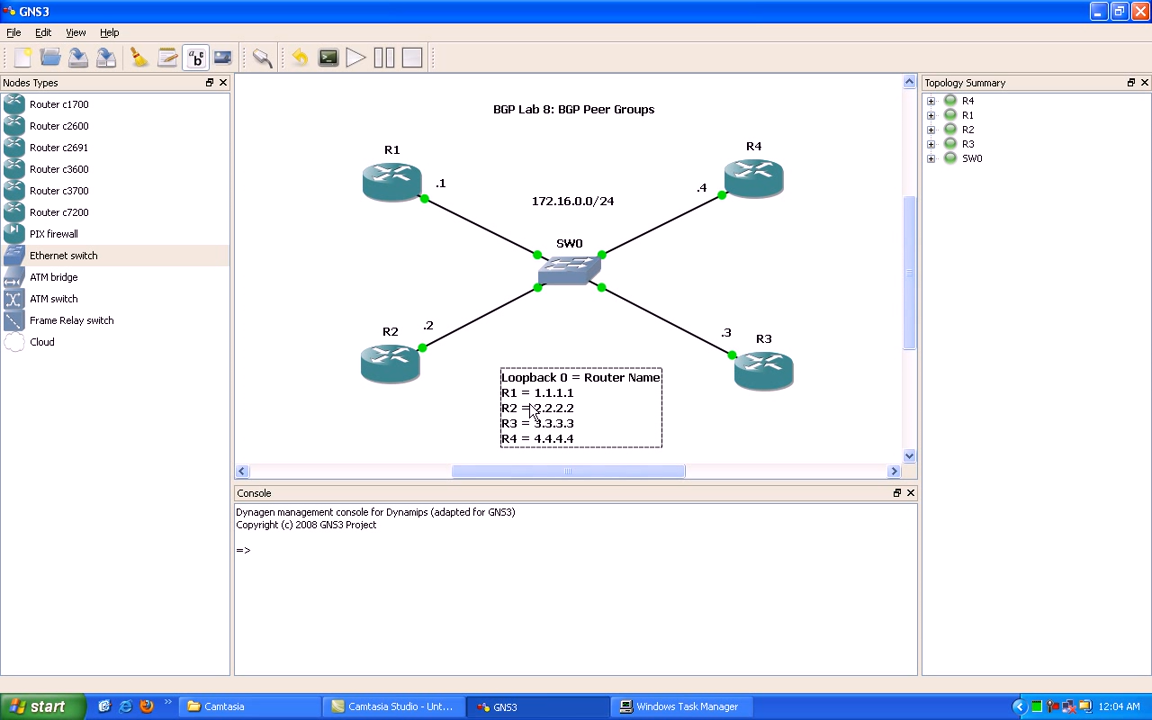 GNS3
File Edit View Help
Nodes Types
Router c1700
Router c2600
Router c2691
Router c3600
Router c3700
Router c7200
PIX firewall
Ethernet switch
ATM bridge
ATM switch
Frame Relay switch
Cloud
BGP Lab 8: BGP Peer Groups
R1
R4
.1
.4
172.16.0.0/24
SW0
R2
.2
.3
R3
Loopback 0 = Router Name
R1 = 1.1.1.1
R2 = 2.2.2.2
R3 = 3.3.3.3
R4 = 4.4.4.4
Topology Summary
R4
R1
R2
R3
SW0
Console
Dynagen management console for Dynamips (adapted for GNS3)
Copyright (c) 2008 GNS3 Project
=>
start
Camtasia
Camtasia Studio - Unt...
GNS3
Windows Task Manager
12:04 AM